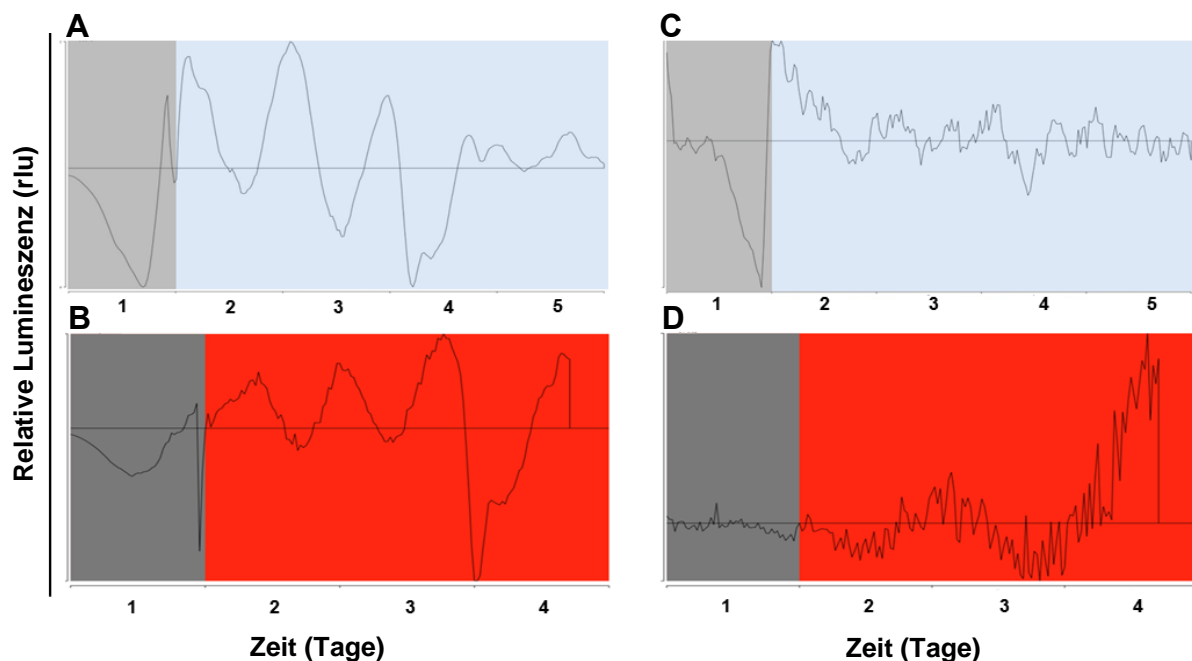 A
C
Relative Lumineszenz (rlu)
1 2 3 4 5
1 2 3 4 5
B
D
1 2 3 4
1 2 3 4
Zeit (Tage)
Zeit (Tage)